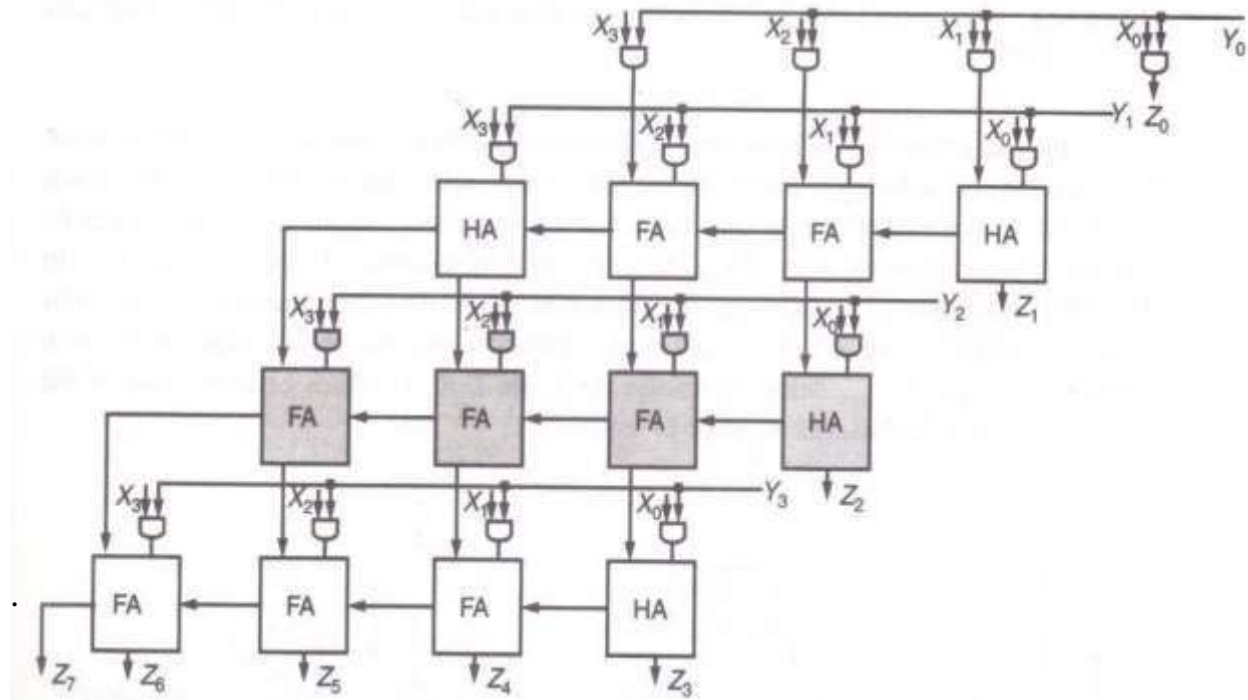 X₃ X₂ X₁ X₀ Y₀
X₃ X₂ X₁ X₀ Y₁ Z₀
HA FA FA HA
X₃ X₂ X₁ X₀ Y₂ Z₁
FA FA FA HA
X₃ X₂ X₁ X₀ Y₃ Z₂
FA FA FA HA
Z₇ Z₆ Z₅ Z₄ Z₃